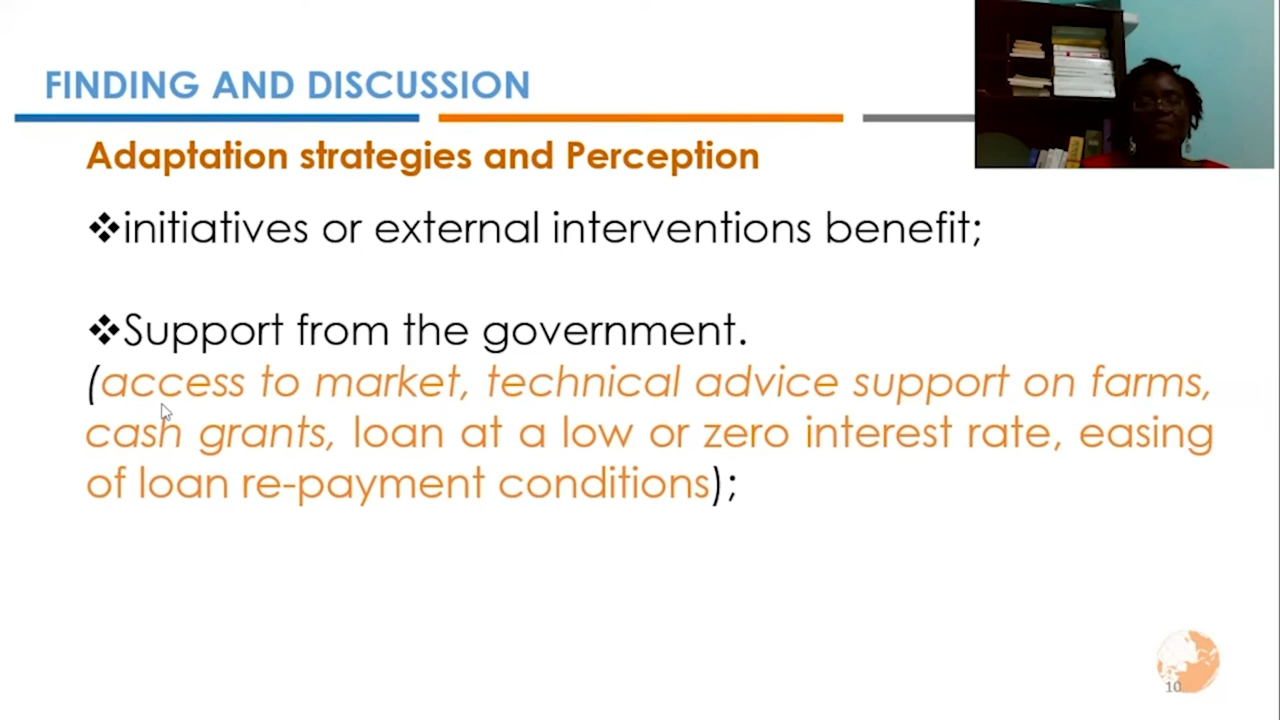 FINDING AND DISCUSSION
Adaptation strategies and Perception
❖initiatives or external interventions benefit;
❖Support from the government.
(access to market, technical advice support on farms,
cash grants, loan at a low or zero interest rate, easing
of loan re-payment conditions);
10